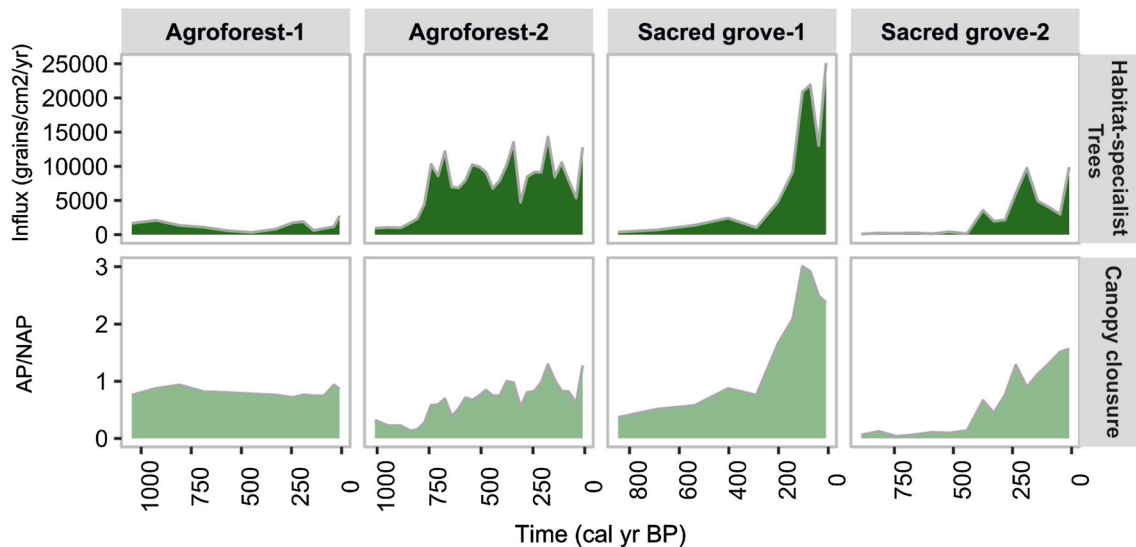 Agroforest-1 Agroforest-2 Sacred grove-1 Sacred grove-2
Influx (grains/cm2/yr)
25000
20000
15000
10000
5000
0
Habitat-specialist
Trees
AP/NAP
3
2
1
0
Canopy clousure
1000 750 500 250 0 1000 750 500 250 0 800 600 400 200 0 750 500 250 0
Time (cal yr BP)